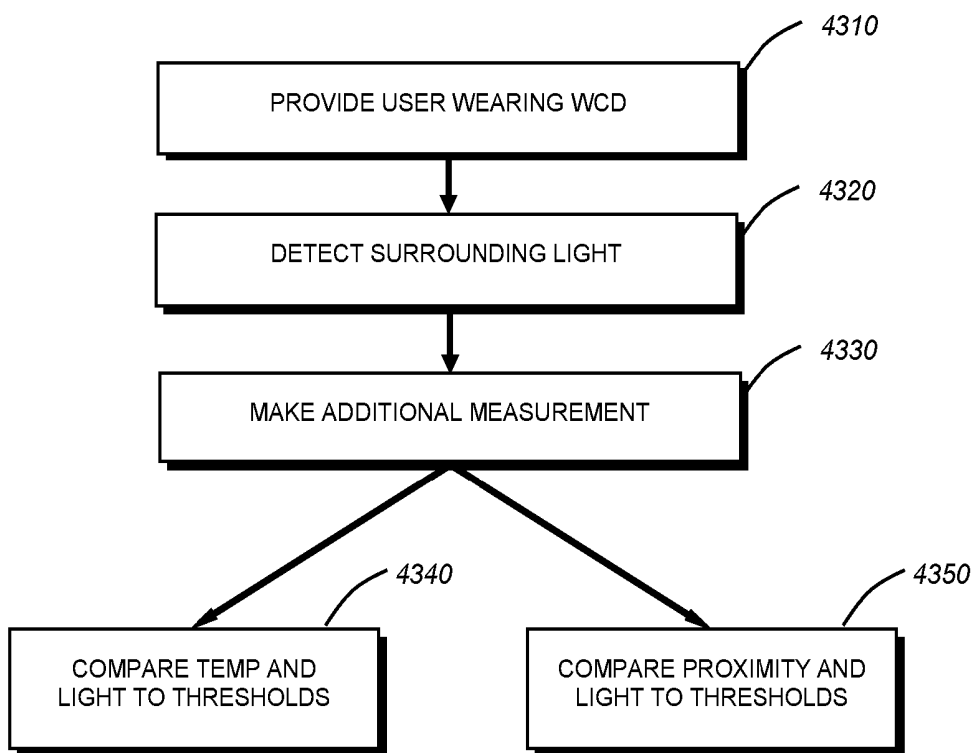 4310
PROVIDE USER WEARING WCD
4320
DETECT SURROUNDING LIGHT
4330
MAKE ADDITIONAL MEASUREMENT
4340
COMPARE TEMP AND
LIGHT TO THRESHOLDS
4350
COMPARE PROXIMITY AND
LIGHT TO THRESHOLDS